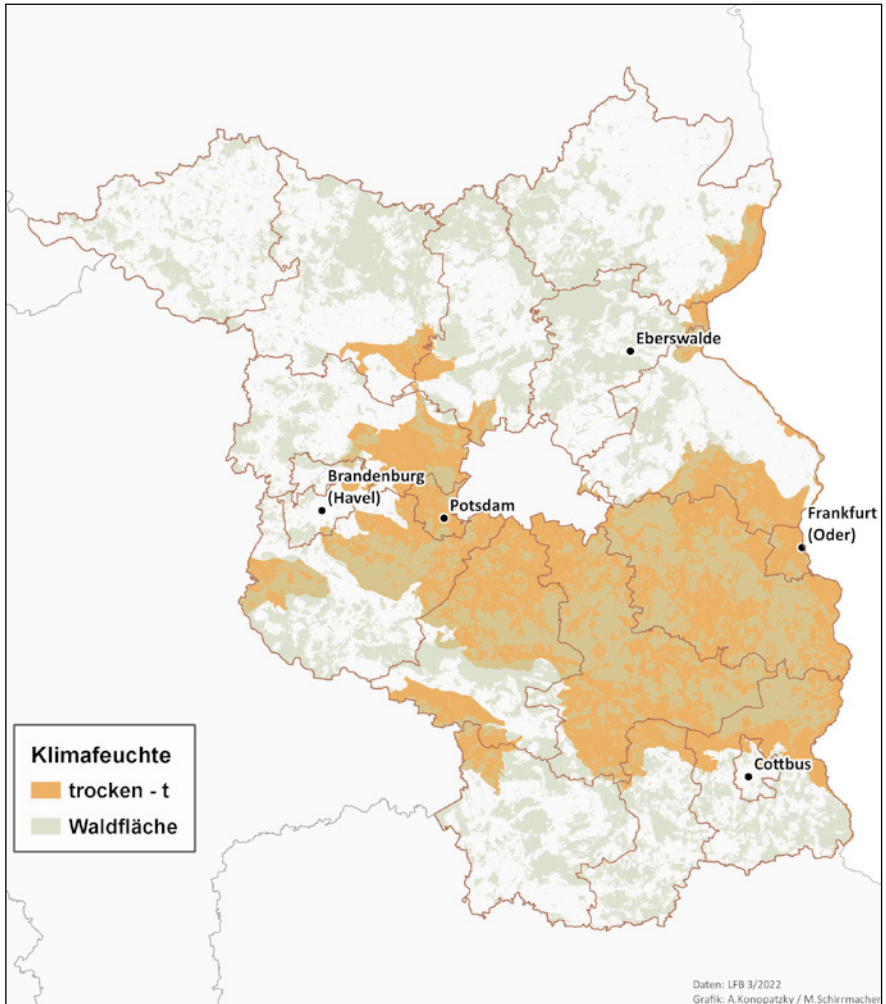 Eberswalde
Brandenburg
(Havel)
Potsdam
Frankfurt
(Oder)
Cottbus
Klimafeuchte
trocken - t
Waldfläche
Daten: LFB 3/2022
Grafik: A.Konopatzky / M.Schirrmacher